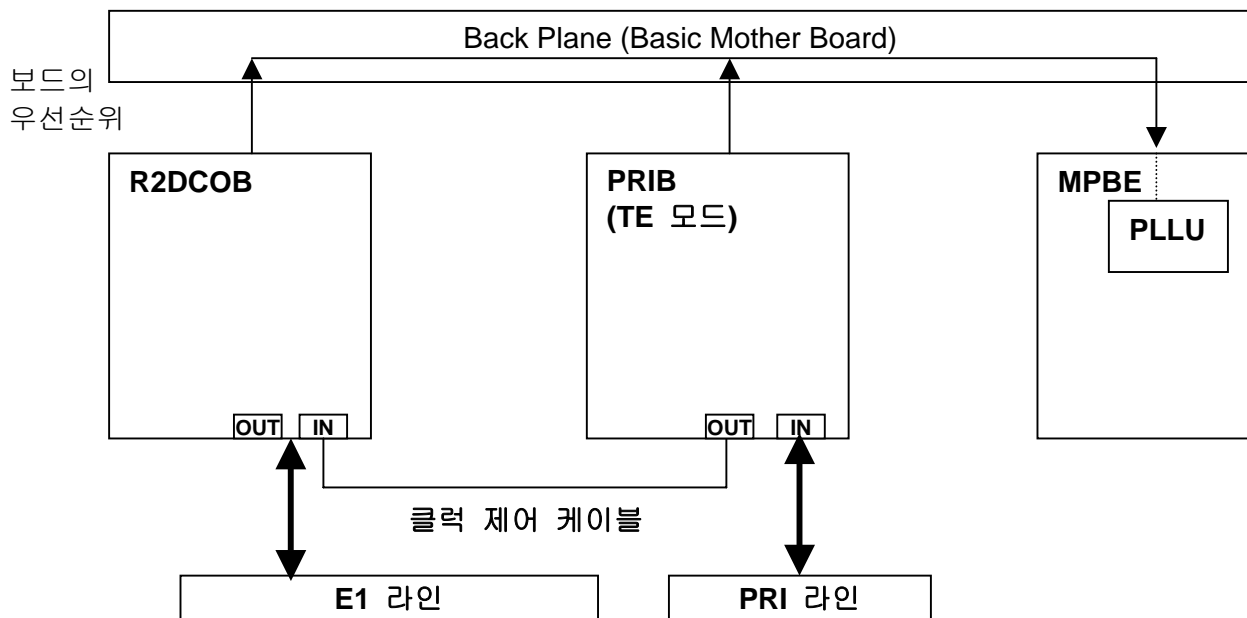 Back Plane (Basic Mother Board)
보드의
우선순위
R2DCOB
PRIB
(TE 모드)
MPBE
PLLU
OUT
IN
OUT
IN
클럭 제어 케이블
E1 라인
PRI 라인